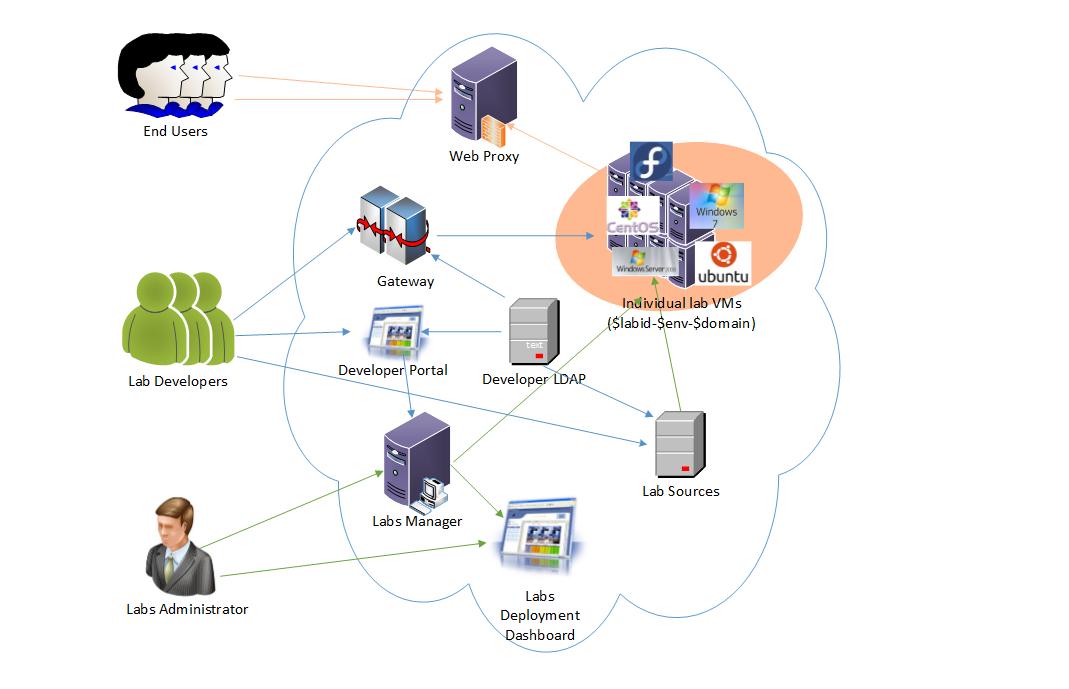 End Users
Web Proxy
CentOS
Windows
7
Windows Server 2008
ubuntu
Gateway
Individual lab VMs
($labid-$env-$domain)
text
Developer Portal
Developer LDAP
Lab Developers
Lab Sources
Labs Manager
Labs Administrator
Labs
Deployment
Dashboard